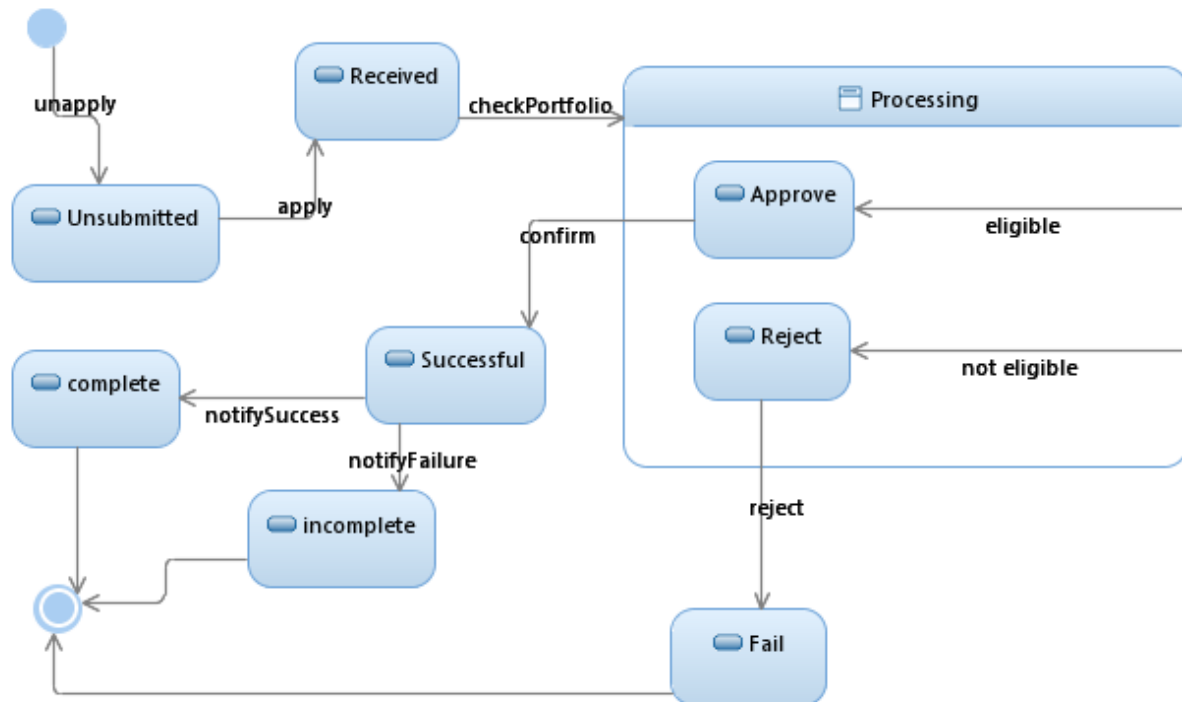 unapply
Received
checkPortfolio
Processing
Unsubmitted
apply
Approve
eligible
confirm
Reject
not eligible
Successful
complete
notifySuccess
notifyFailure
incomplete
reject
Fail